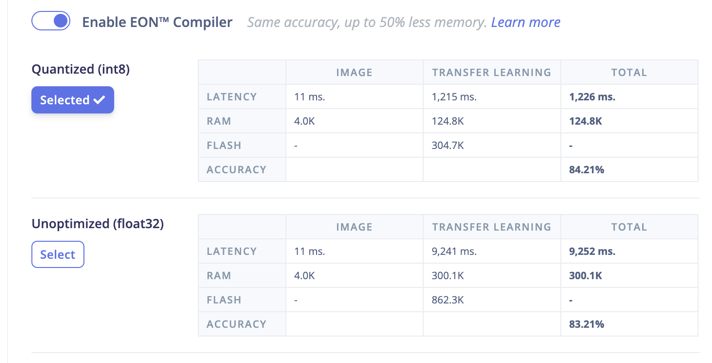 Enable EON™ Compiler Same accuracy, up to 50% less memory. Learn more
Quantized (int8)
Selected ✓
IMAGE TRANSFER LEARNING TOTAL
LATENCY 11 ms. 1,215 ms. 1,226 ms.
RAM 4.0K 124.8K 124.8K
FLASH - 304.7K -
ACCURACY 84.21%
Unoptimized (float32)
Select
IMAGE TRANSFER LEARNING TOTAL
LATENCY 11 ms. 9,241 ms. 9,252 ms.
RAM 4.0K 300.1K 300.1K
FLASH - 862.3K -
ACCURACY 83.21%